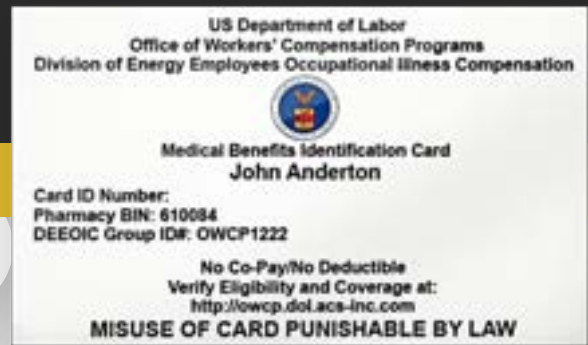 US Department of Labor
Office of Workers' Compensation Programs
Division of Energy Employees Occupational Illness Compensation
Medical Benefits Identification Card
John Anderton
Card ID Number:
Pharmacy BIN: 610084
DEEOIC Group ID#: OWCP1222
No Co-Pay/No Deductible
Verify Eligibility and Coverage at:
http://owcp.dol.acs-inc.com
MISUSE OF CARD PUNISHABLE BY LAW